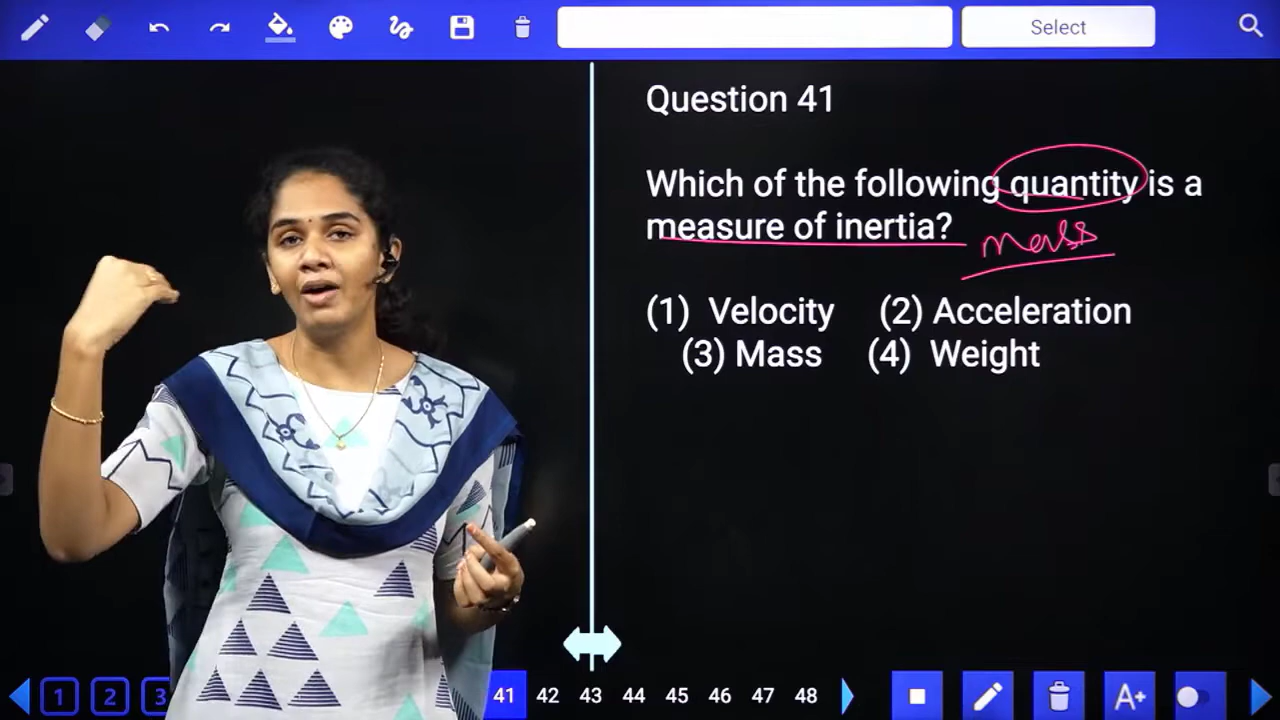 Select
Question 41
Which of the following quantity is a
measure of inertia?
mass
(1) Velocity (2) Acceleration
(3) Mass (4) Weight
1 2 3 41 42 43 44 45 46 47 48 A+